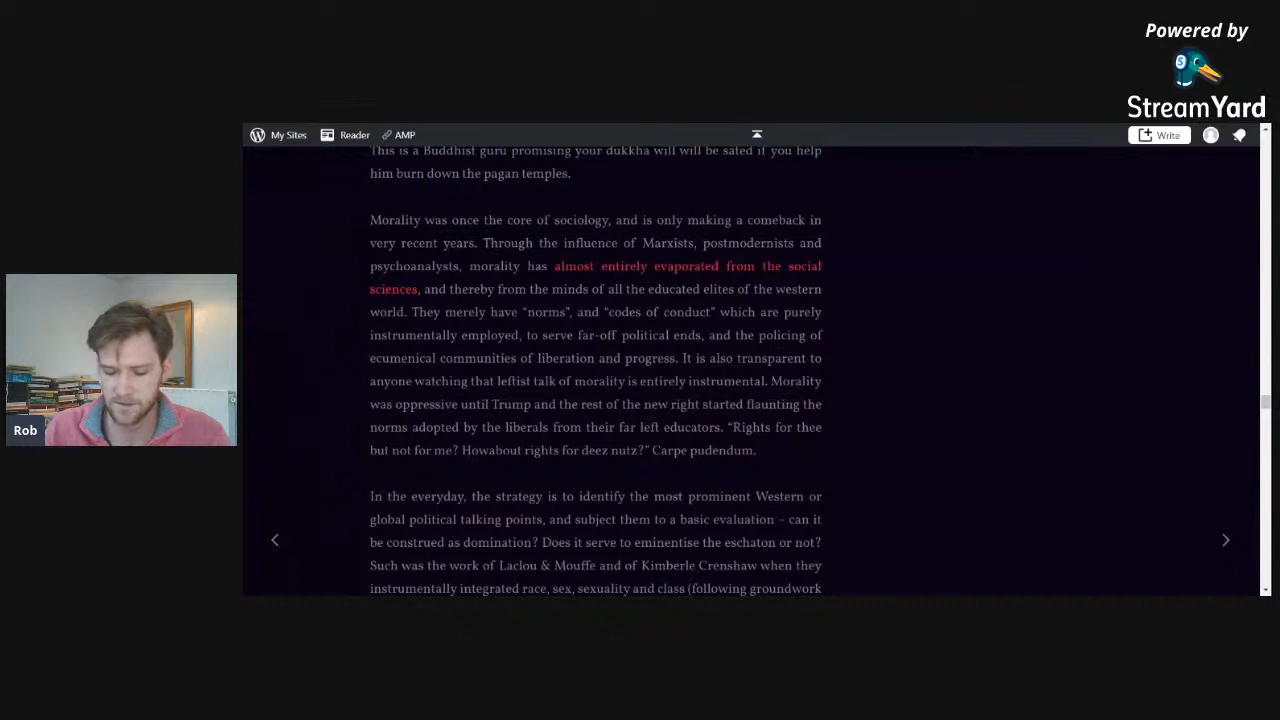 Powered by
StreamYard
My Sites
Reader
AMP
Write
This is a Buddhist guru promising your dukkha will will be sated if you help
him burn down the pagan temples.
Morality was once the core of sociology, and is only making a comeback in
very recent years. Through the influence of Marxists, postmodernists and
psychoanalysts, morality has almost entirely evaporated from the social
sciences, and thereby from the minds of all the educated elites of the western
world. They merely have “norms”, and “codes of conduct” which are purely
instrumentally employed, to serve far-off political ends, and the policing of
ecumenical communities of liberation and progress. It is also transparent to
anyone watching that leftist talk of morality is entirely instrumental. Morality
was oppressive until Trump and the rest of the new right started flaunting the
norms adopted by the liberals from their far left educators. “Rights for thee
but not for me? Howabout rights for deez nutz?” Carpe pudendum.
In the everyday, the strategy is to identify the most prominent Western or
global political talking points, and subject them to a basic evaluation – can it
be construed as domination? Does it serve to eminentise the eschaton or not?
Such was the work of Laclou & Mouffe and of Kimberle Crenshaw when they
instrumentally integrated race, sex, sexuality and class (following groundwork
Rob